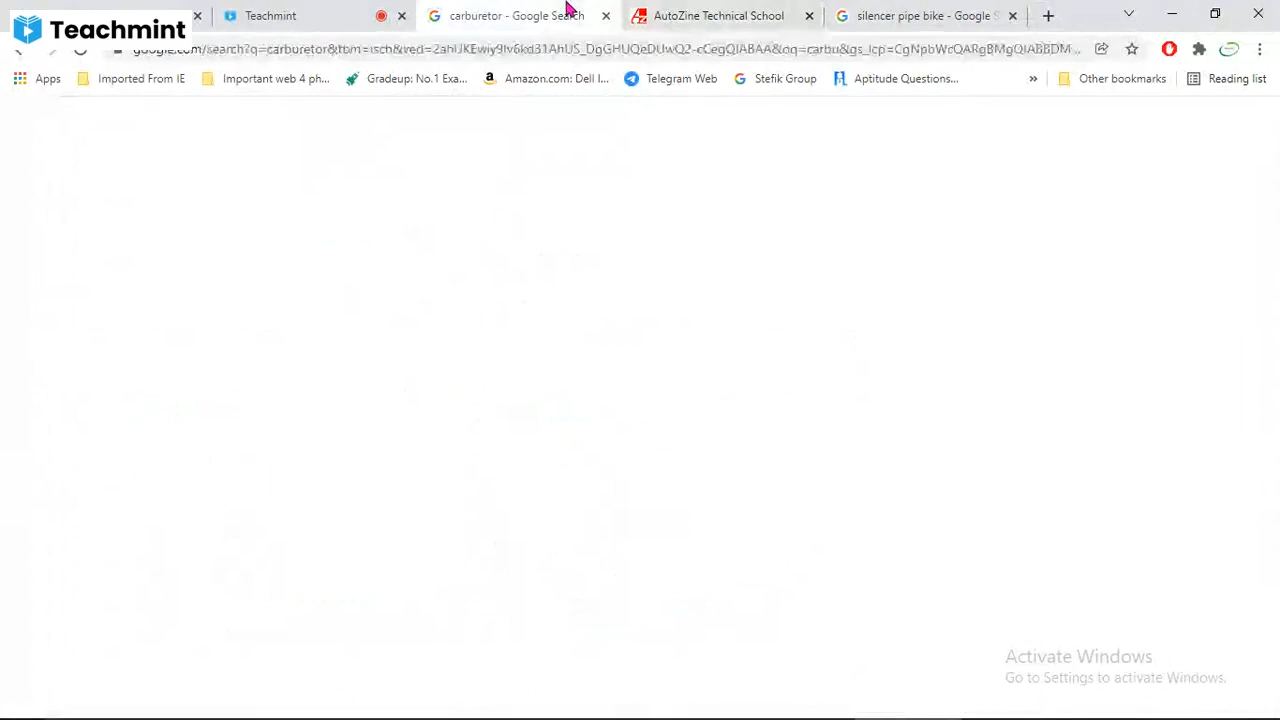 Teachmint
Teachmint
carburetor - Google Search
AutoZine Technical School
pe bike - Google S
Apps
Imported From IE
Important web 4 ph...
Gradeup: No.1 Exa...
Amazon.com: Dell I...
Telegram Web
Stefik Group
Aptitude Questions...
»
Other bookmarks
Reading list
Activate Windows
Go to Settings to activate Windows.